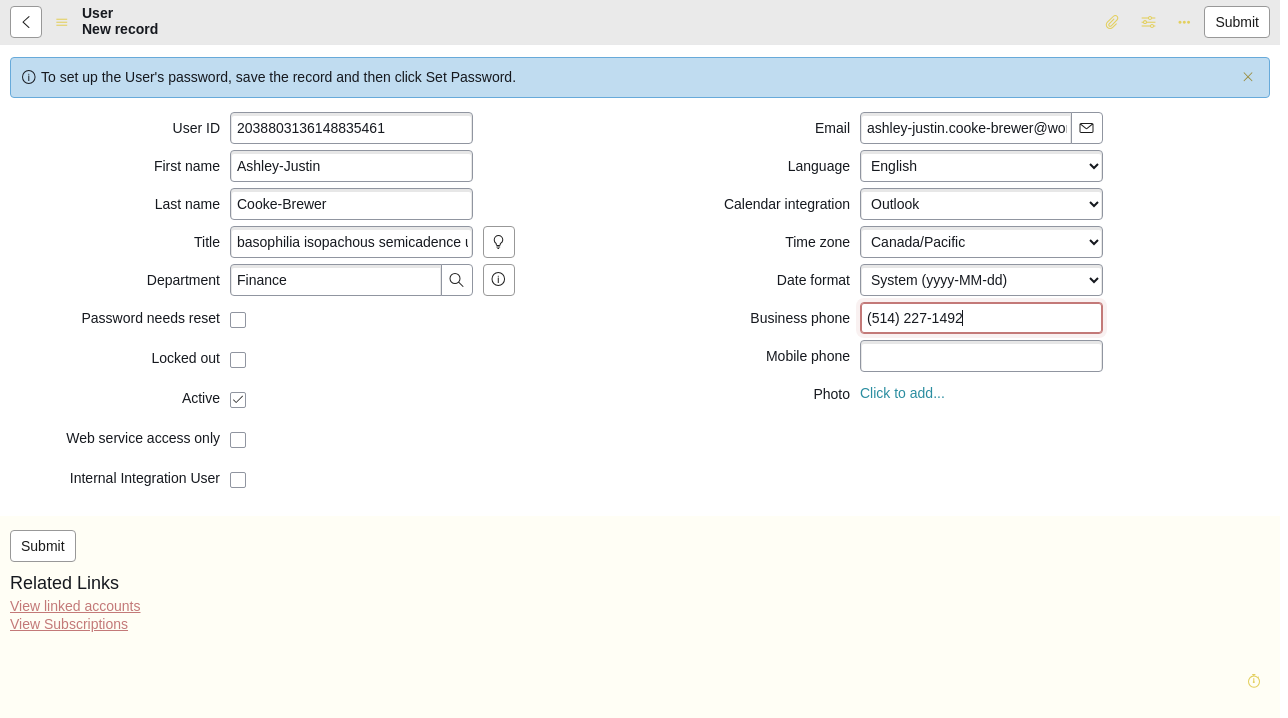 User
New record
Submit
To set up the User's password, save the record and then click Set Password.
User ID 2038803136148835461
First name Ashley-Justin
Last name Cooke-Brewer
Title basophilia isopachous semicadence
Department Finance
Password needs reset
Locked out
Active
Web service access only
Internal Integration User
Email ashley-justin.cooke-brewer@wo
Language English
Calendar integration Outlook
Time zone Canada/Pacific
Date format System (yyyy-MM-dd)
Business phone (514) 227-1492
Mobile phone
Photo Click to add...
Submit
Related Links
View linked accounts
View Subscriptions